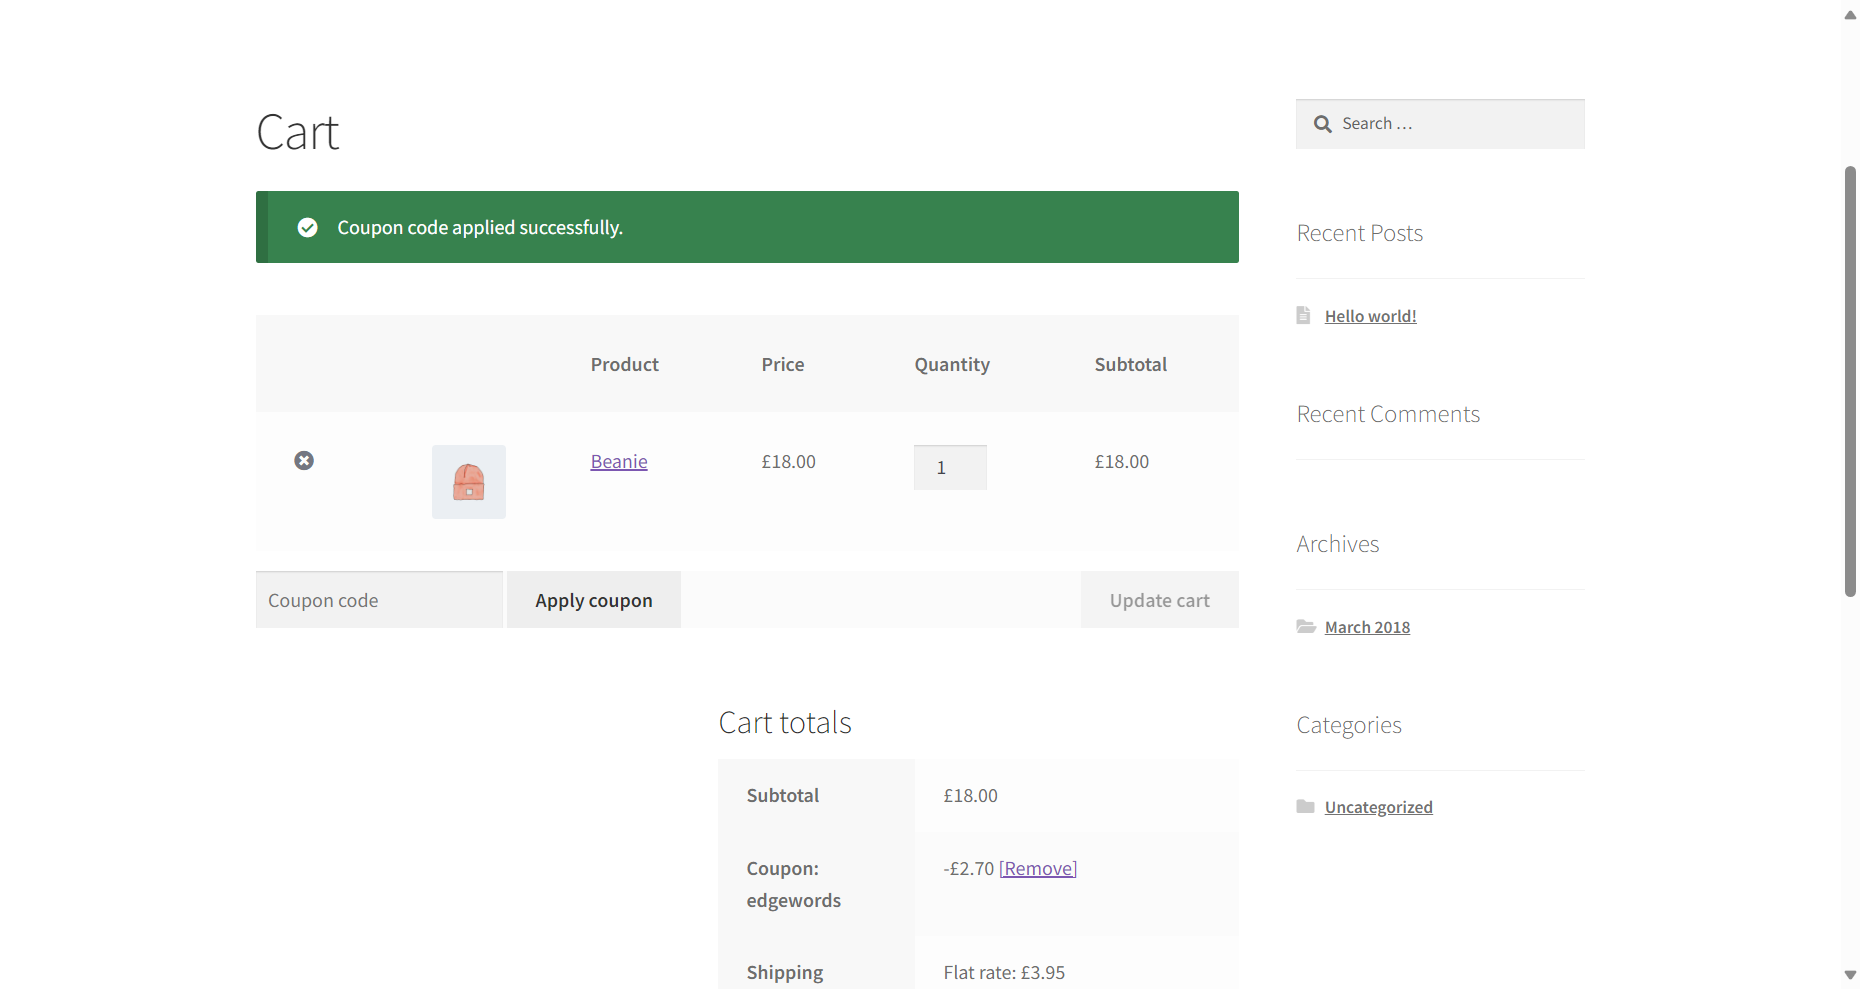 Cart
Search ...
Coupon code applied successfully.
Product Price Quantity Subtotal
Beanie £18.00 1 £18.00
Coupon code Apply coupon Update cart
Cart totals
Subtotal £18.00
Coupon: edgewords -£2.70 [Remove]
Shipping Flat rate: £3.95
Recent Posts
Hello world!
Recent Comments
Archives
March 2018
Categories
Uncategorized